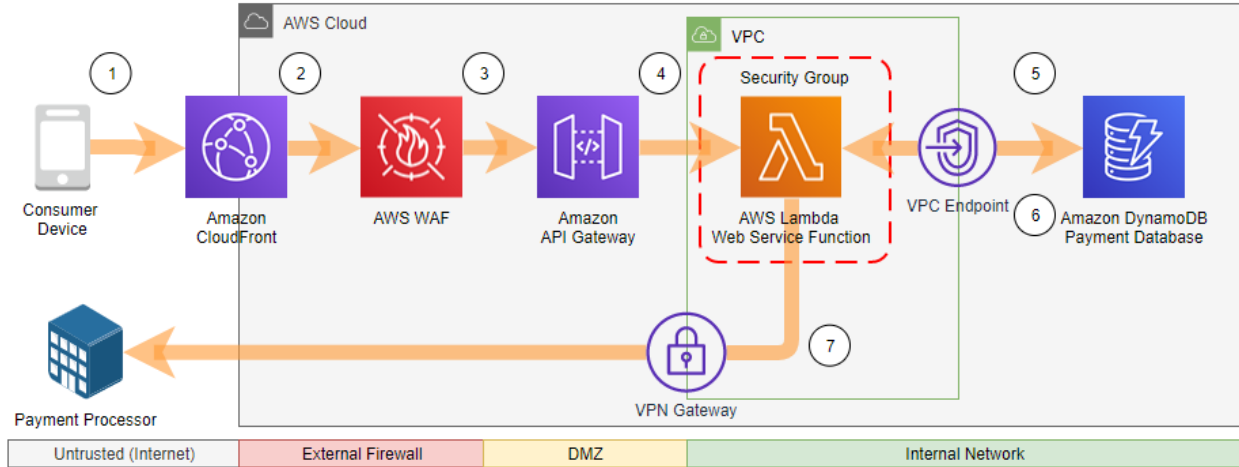 AWS Cloud
VPC
1
2
3
4
Security Group
5
Consumer
Device
Amazon
CloudFront
AWS WAF
Amazon
API Gateway
AWS Lambda
Web Service Function
VPC Endpoint
6
Amazon DynamoDB
Payment Database
7
Payment Processor
VPN Gateway
Untrusted (Internet)
External Firewall
DMZ
Internal Network